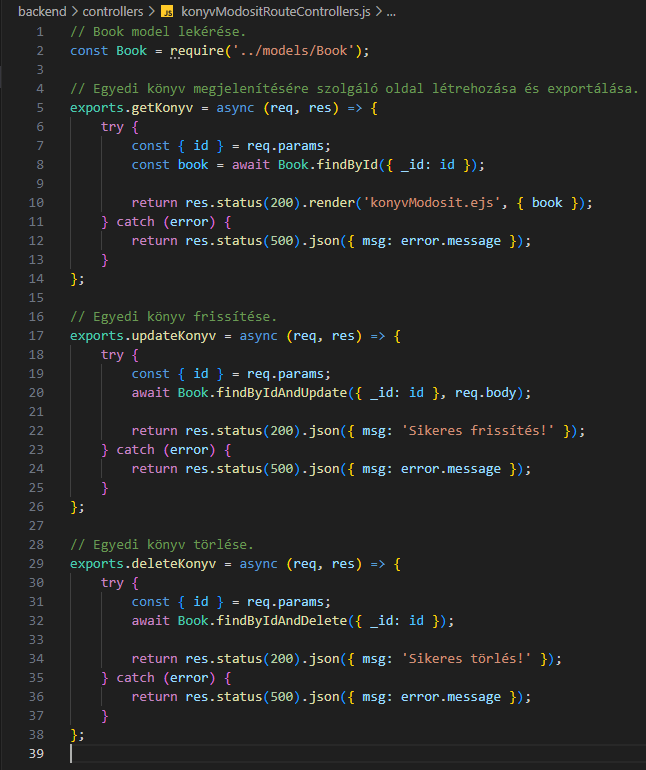 backend > controllers > JS konyvModositRouteControllers.js > ...
1 // Book model lekérése.
2 const Book = require('../models/Book');
3
4 // Egyedi könyv megjelenítésére szolgáló oldal létrehozása és exportálása.
5 exports.getKonyv = async (req, res) => {
6     try {
7         const { id } = req.params;
8         const book = await Book.findById({ _id: id });
9
10         return res.status(200).render('konyvModosit.ejs', { book });
11     } catch (error) {
12         return res.status(500).json({ msg: error.message });
13     }
14 };
15
16 // Egyedi könyv frissítése.
17 exports.updateKonyv = async (req, res) => {
18     try {
19         const { id } = req.params;
20         await Book.findByIdAndUpdate({ _id: id }, req.body);
21
22         return res.status(200).json({ msg: 'Sikeres frissítés!' });
23     } catch (error) {
24         return res.status(500).json({ msg: error.message });
25     }
26 };
27
28 // Egyedi könyv törlése.
29 exports.deleteKonyv = async (req, res) => {
30     try {
31         const { id } = req.params;
32         await Book.findByIdAndDelete({ _id: id });
33
34         return res.status(200).json({ msg: 'Sikeres törlés!' });
35     } catch (error) {
36         return res.status(500).json({ msg: error.message });
37     }
38 };
39